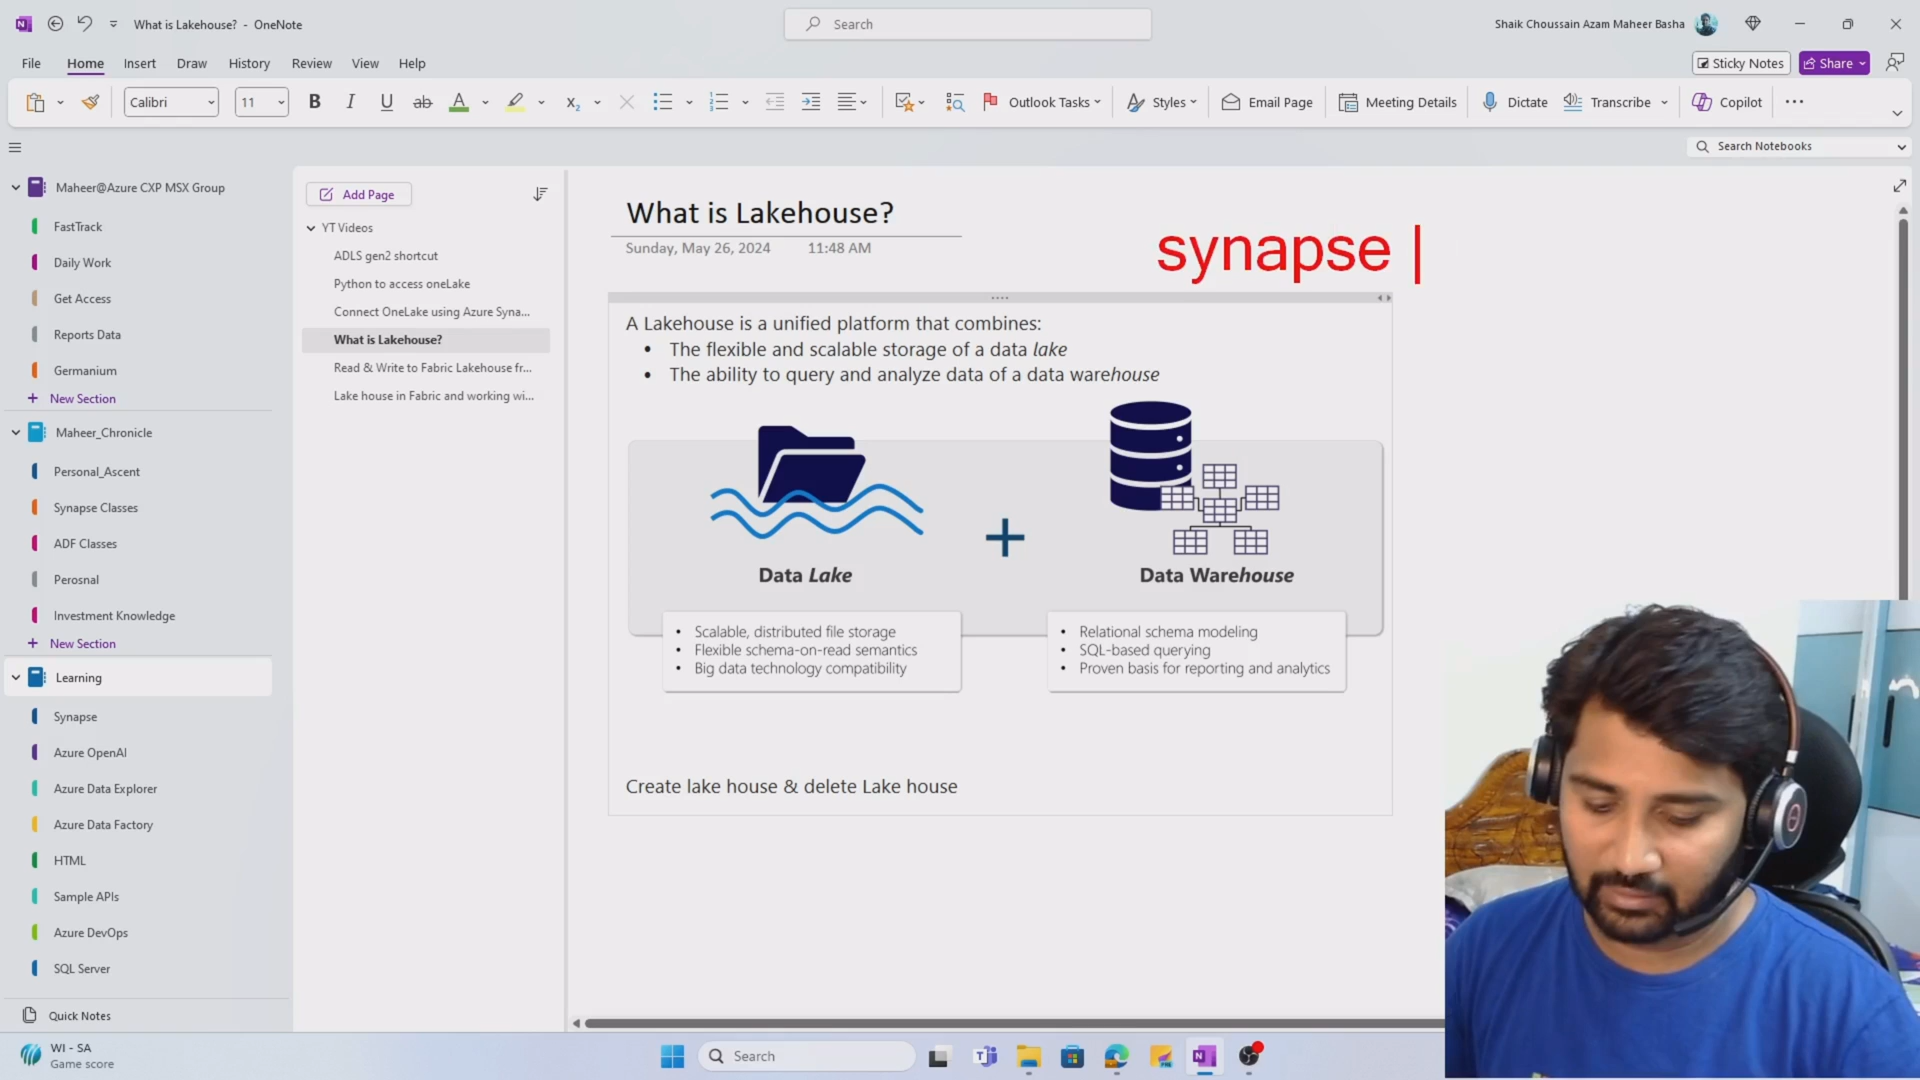 What is Lakehouse? - OneNote
Search
Shaik Choussain Azam Maheer Basha
File Home Insert Draw History Review View Help
Sticky Notes
Share
Calibri
11
Outlook Tasks
Styles
Email Page
Meeting Details
Dictate
Transcribe
Copilot
Search Notebooks
Maheer@Azure CXP MSX Group
FastTrack
Daily Work
Get Access
Reports Data
Germanium
New Section
Maheer_Chronicle
Personal_Ascent
Synapse Classes
ADF Classes
Perosnal
Investment Knowledge
New Section
Learning
Synapse
Azure OpenAI
Azure Data Explorer
Azure Data Factory
HTML
Sample APIs
Azure DevOps
SQL Server
Quick Notes
Add Page
YT Videos
ADLS gen2 shortcut
Python to access oneLake
Connect OneLake using Azure Syna...
What is Lakehouse?
Read & Write to Fabric Lakehouse fr...
Lake house in Fabric and working wi...
What is Lakehouse?
Sunday, May 26, 2024 11:48 AM
synapse |
A Lakehouse is a unified platform that combines:
• The flexible and scalable storage of a data lake
• The ability to query and analyze data of a data warehouse
Data Lake
• Scalable, distributed file storage
• Flexible schema-on-read semantics
• Big data technology compatibility
Data Warehouse
• Relational schema modeling
• SQL-based querying
• Proven basis for reporting and analytics
Create lake house & delete Lake house
WI - SA
Game score
Search